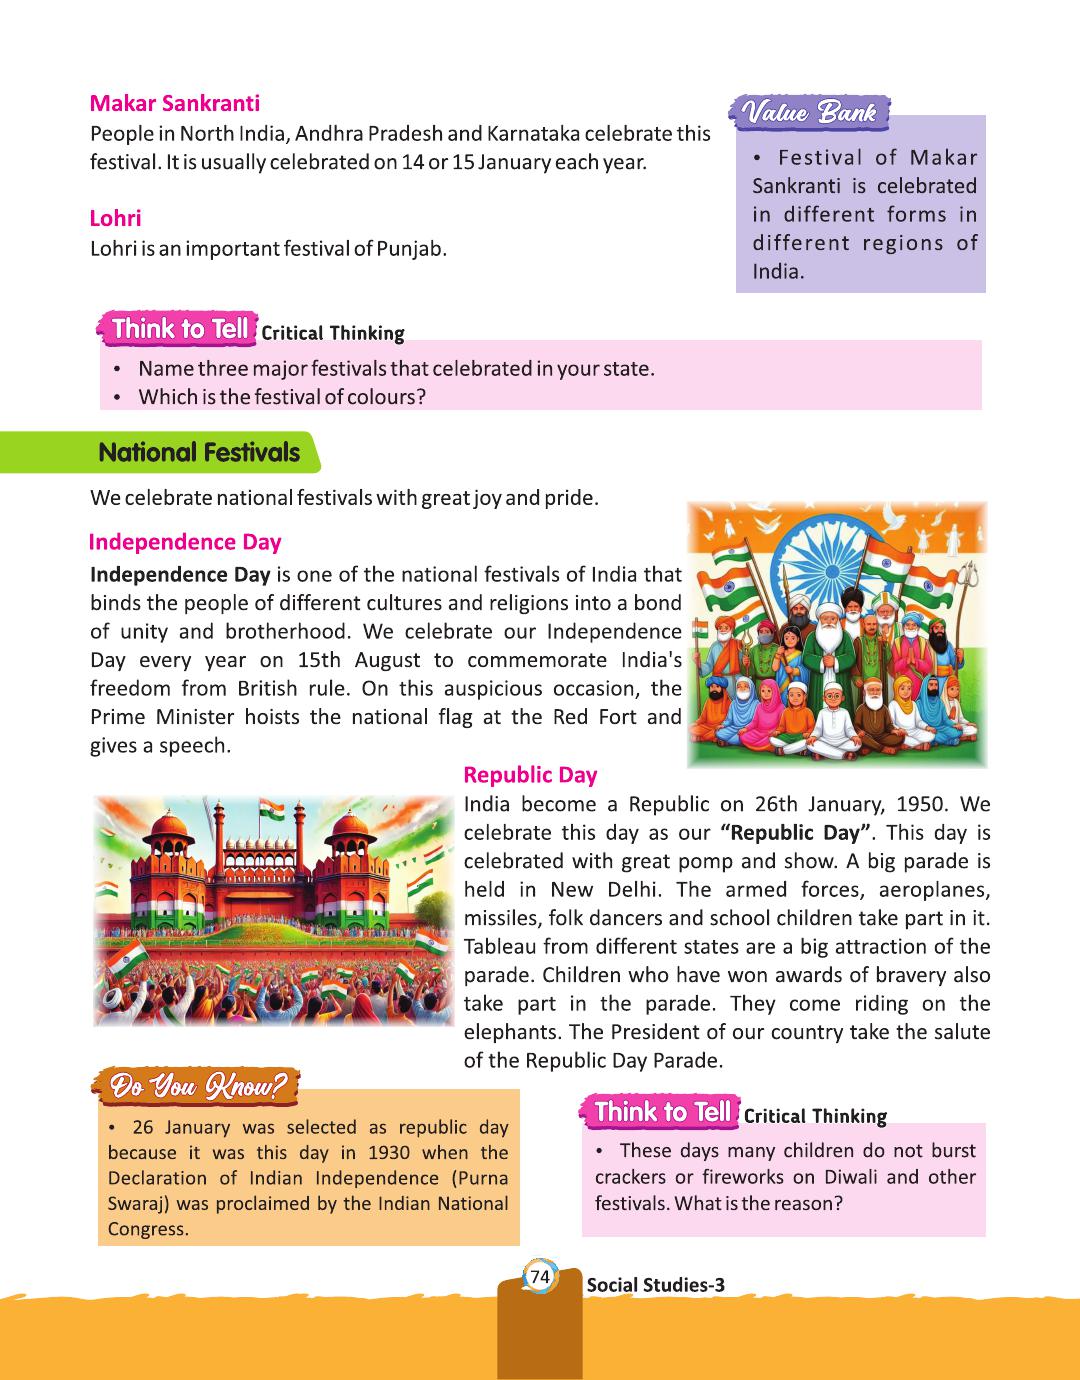 Makar Sankranti
People in North India, Andhra Pradesh and Karnataka celebrate this
festival. It is usually celebrated on 14 or 15 January each year.
Lohri
Lohri is an important festival of Punjab.
Value Bank
• Festival of Makar
Sankranti is celebrated
in different forms in
different regions of
India.
Think to Tell Critical Thinking
• Name three major festivals that celebrated in your state.
• Which is the festival of colours?
National Festivals
We celebrate national festivals with great joy and pride.
Independence Day
Independence Day is one of the national festivals of India that
binds the people of different cultures and religions into a bond
of unity and brotherhood. We celebrate our Independence
Day every year on 15th August to commemorate India's
freedom from British rule. On this auspicious occasion, the
Prime Minister hoists the national flag at the Red Fort and
gives a speech.
Republic Day
India become a Republic on 26th January, 1950. We
celebrate this day as our “Republic Day”. This day is
celebrated with great pomp and show. A big parade is
held in New Delhi. The armed forces, aeroplanes,
missiles, folk dancers and school children take part in it.
Tableau from different states are a big attraction of the
parade. Children who have won awards of bravery also
take part in the parade. They come riding on the
elephants. The President of our country take the salute
of the Republic Day Parade.
Do You Know?
• 26 January was selected as republic day
because it was this day in 1930 when the
Declaration of Indian Independence (Purna
Swaraj) was proclaimed by the Indian National
Congress.
Think to Tell Critical Thinking
• These days many children do not burst
crackers or fireworks on Diwali and other
festivals. What is the reason?
74
Social Studies-3